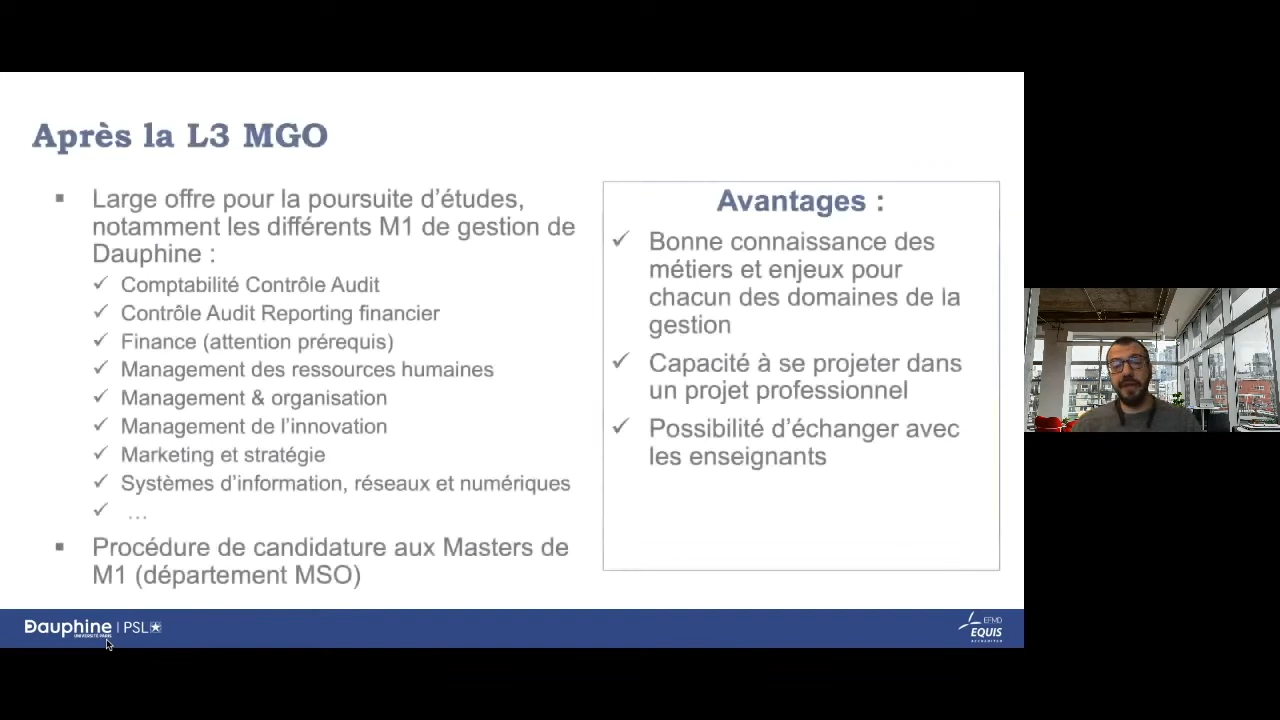 Après la L3 MGO
Large offre pour la poursuite d’études,
notamment les différents M1 de gestion de
Dauphine :
Comptabilité Contrôle Audit
Contrôle Audit Reporting financier
Finance (attention prérequis)
Management des ressources humaines
Management & organisation
Management de l’innovation
Marketing et stratégie
Systèmes d’information, réseaux et numériques
...
Procédure de candidature aux Masters de
M1 (département MSO)
Avantages :
Bonne connaissance des
métiers et enjeux pour
chacun des domaines de la
gestion
Capacité à se projeter dans
un projet professionnel
Possibilité d’échanger avec
les enseignants
Dauphine | PSL
UNIVERSITÉ PARIS
EFMD
EQUIS
ACCREDITED